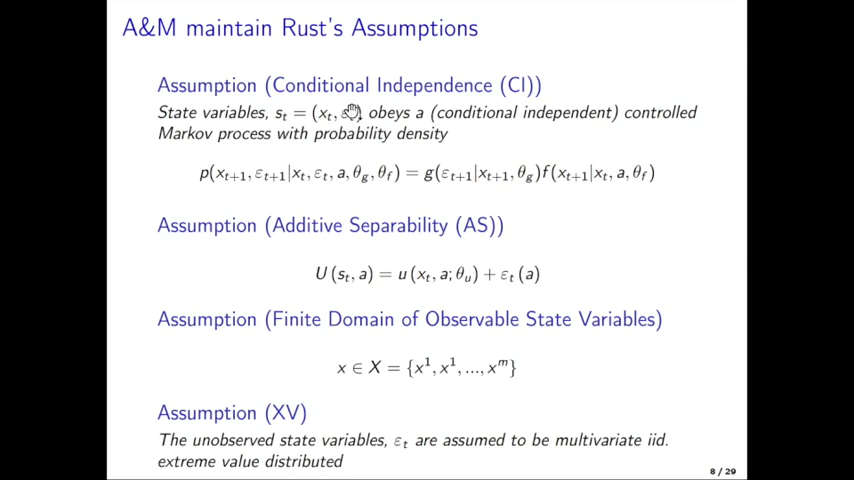 A&M maintain Rust's Assumptions
Assumption (Conditional Independence (CI))
State variables, s_t = (x_t, obeys a (conditional independent) controlled
Markov process with probability density
p(x_{t+1}, ε_{t+1}|x_t, ε_t, a, θ_g, θ_f) = g(ε_{t+1}|x_{t+1}, θ_g)f(x_{t+1}|x_t, a, θ_f)
Assumption (Additive Separability (AS))
U (s_t, a) = u (x_t, a; θ_u) + ε_t (a)
Assumption (Finite Domain of Observable State Variables)
x ∈ X = {x^1, x^1, ..., x^m}
Assumption (XV)
The unobserved state variables, ε_t are assumed to be multivariate iid.
extreme value distributed
8 / 29